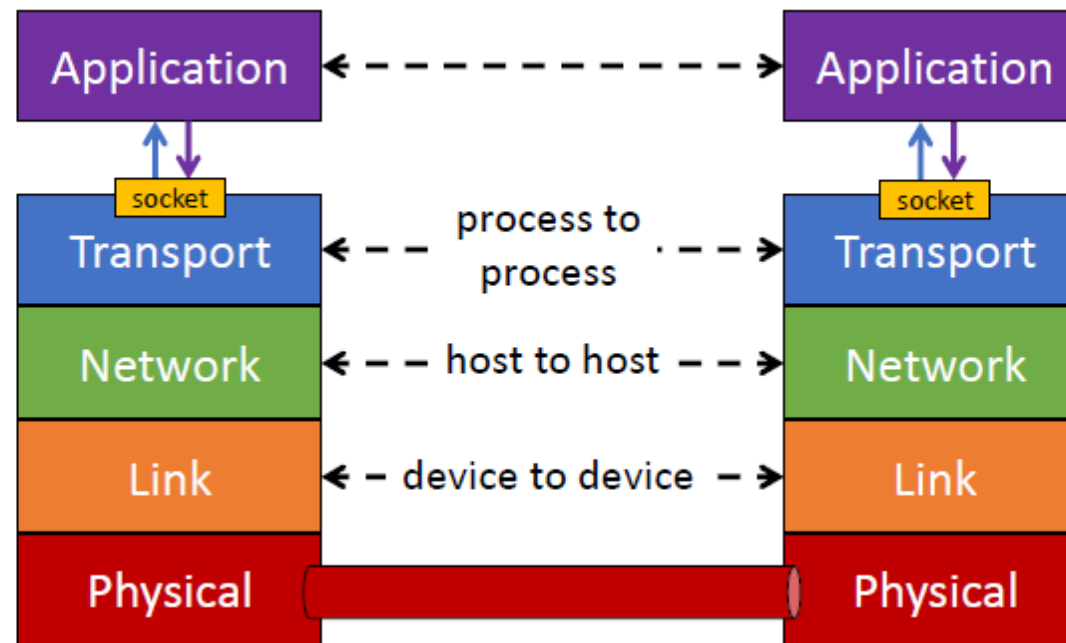 Application Application
socket socket
process to
Transport Transport
process
Network host to host Network
Link device to device Link
Physical Physical